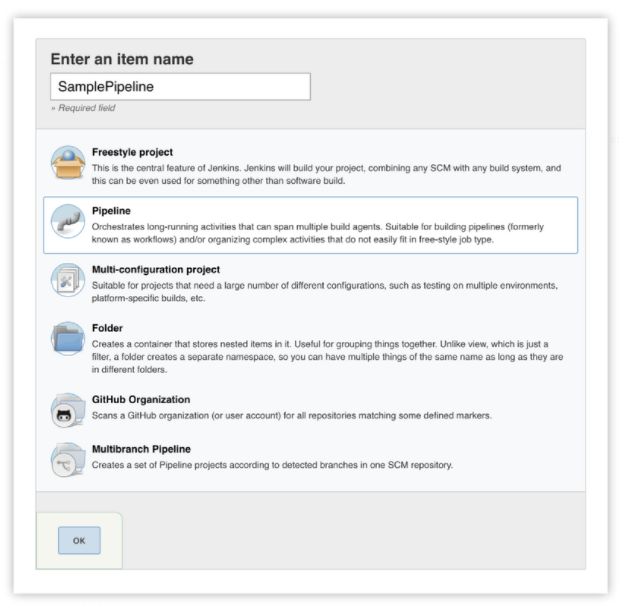 Enter an item name
SamplePipeline
» Required field
Freestyle project
This is the central feature of Jenkins. Jenkins will build your project, combining any SCM with any build system, and
this can be even used for something other than software build.
Pipeline
Orchestrates long-running activities that can span multiple build agents. Suitable for building pipelines (formerly
known as workflows) and/or organizing complex activities that do not easily fit in free-style job type.
Multi-configuration project
Suitable for projects that need a large number of different configurations, such as testing on multiple environments,
platform-specific builds, etc.
Folder
Creates a container that stores nested items in it. Useful for grouping things together. Unlike view, which is just a
filter, a folder creates a separate namespace, so you can have multiple things of the same name as long as they are
in different folders.
GitHub Organization
Scans a GitHub organization (or user account) for all repositories matching some defined markers.
Multibranch Pipeline
Creates a set of Pipeline projects according to detected branches in one SCM repository.
OK